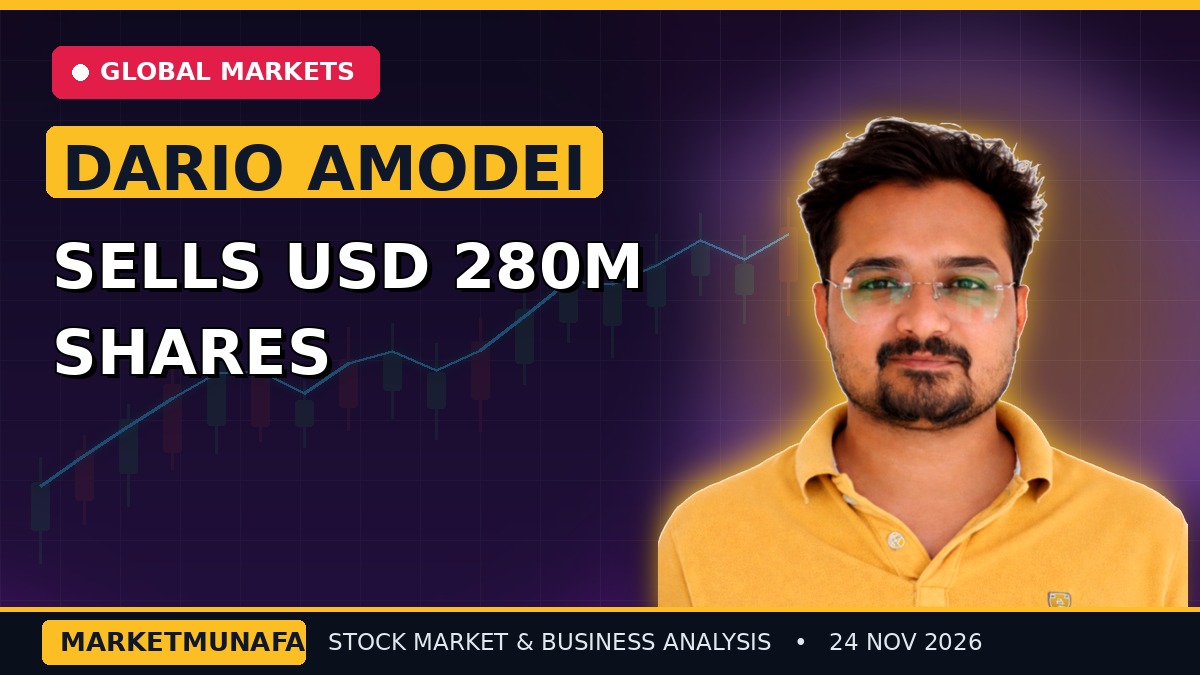 GLOBAL MARKETS
DARIO AMODEI
SELLS USD 280M
SHARES
MARKETMUNAFA STOCK MARKET & BUSINESS ANALYSIS • 24 NOV 2026